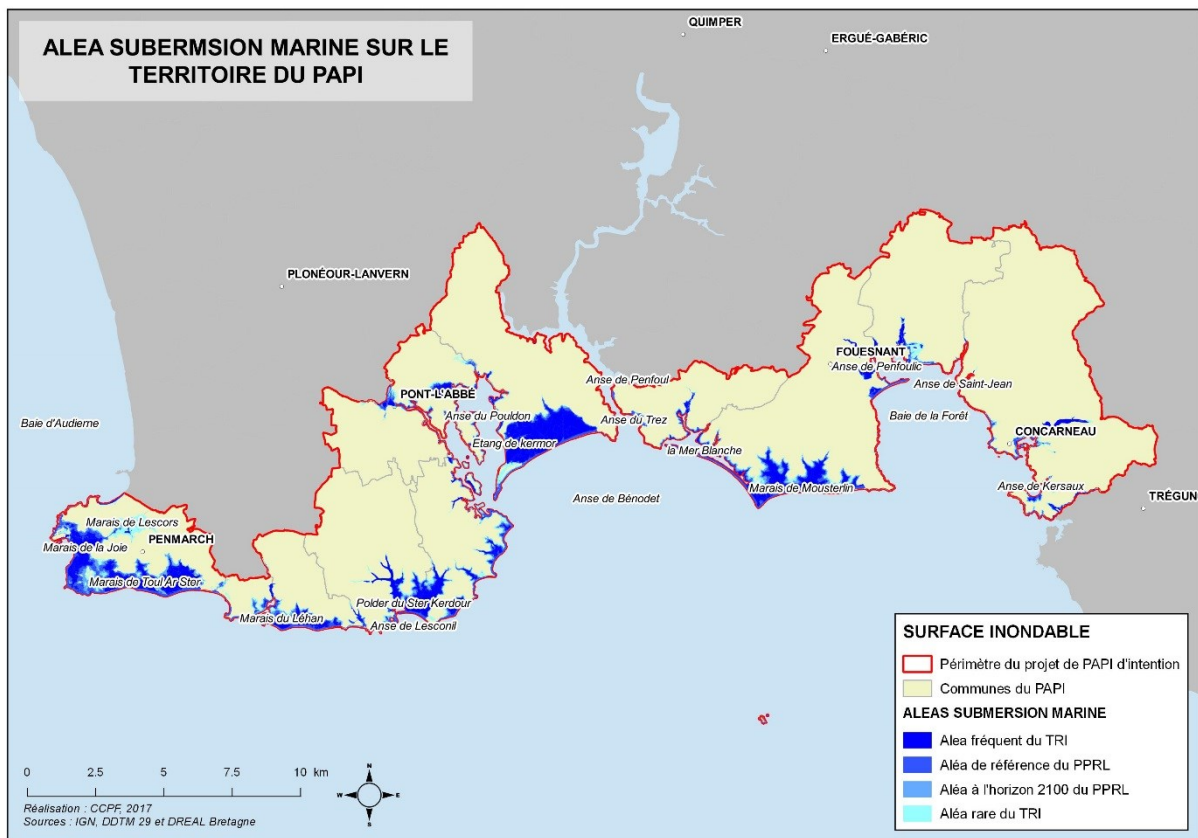 ALEA SUBERMSION MARINE SUR LE
TERRITOIRE DU PAPI
QUIMPER
ERGUÉ-GABÉRIC
PLONÉOUR-LANVERN
FOUESNANT
Anse de Penfoulic
Anse de Penfoul
Anse de Saint-Jean
PONT-L'ABBÉ
Anse du Pouldon
Anse du Trez
Baie de la Forêt
Baie d'Audierne
CONCARNEAU
Etang de kermor
la Mer Blanche
Marais de Mousterlin
Anse de Kersaux
Anse de Bénodet
TRÉGUN
Marais de Lescors
PENMARCH
Marais de la Joie
Marais de Toul Ar Ster
Polder du Ster Kerdour
Marais du Léhan
Anse de Lesconil
SURFACE INONDABLE
Périmètre du projet de PAPI d'intention
Communes du PAPI
ALEAS SUBMERSION MARINE
Alea fréquent du TRI
Aléa de référence du PPRL
Aléa à l'horizon 2100 du PPRL
Aléa rare du TRI
0 2.5 5 7.5 10 km
N
W E
S
Réalisation : CCPF, 2017
Sources : IGN, DDTM 29 et DREAL Bretagne